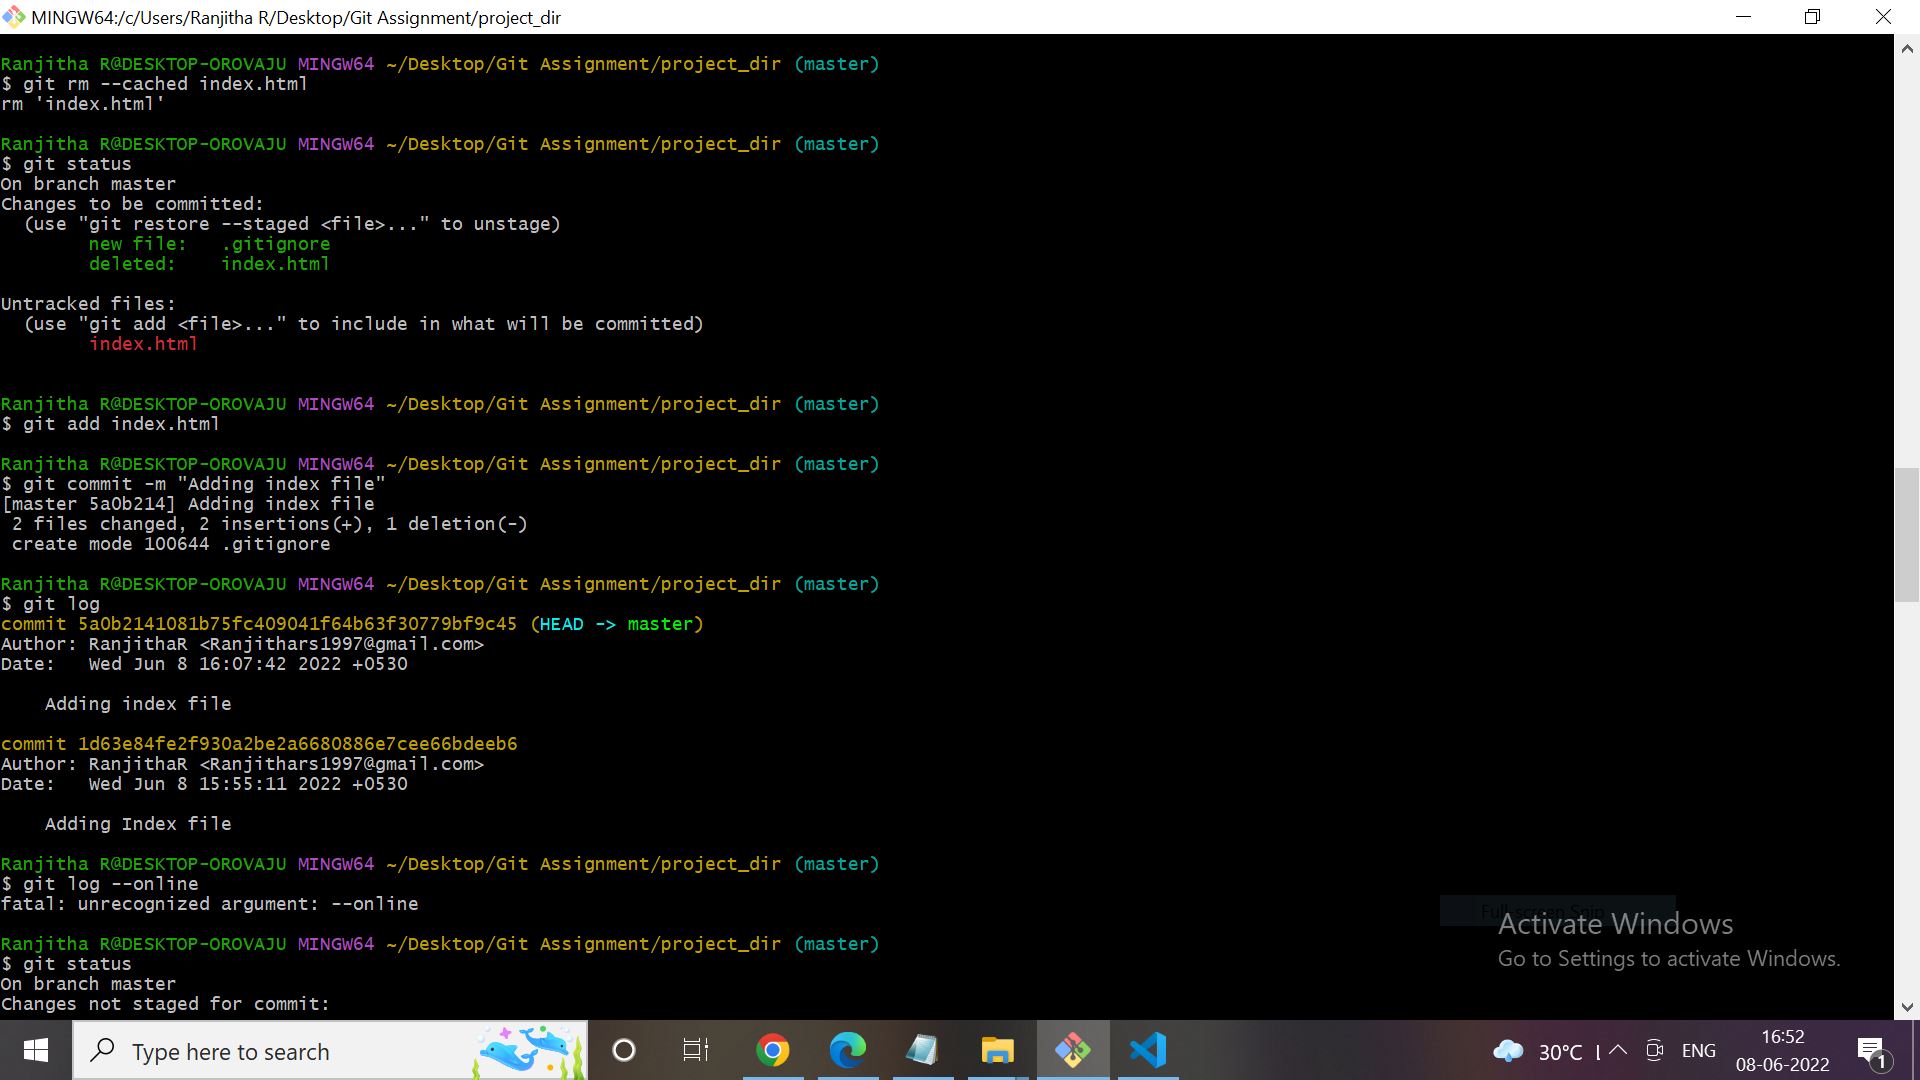 MINGW64:/c/Users/Ranjitha R/Desktop/Git Assignment/project_dir
Ranjitha R@DESKTOP-OROVAJU MINGW64 ~/Desktop/Git Assignment/project_dir (master)
$ git rm --cached index.html
rm 'index.html'
Ranjitha R@DESKTOP-OROVAJU MINGW64 ~/Desktop/Git Assignment/project_dir (master)
$ git status
On branch master
Changes to be committed:
  (use "git restore --staged <file>..." to unstage)
        new file:   .gitignore
        deleted:    index.html
Untracked files:
  (use "git add <file>..." to include in what will be committed)
        index.html
Ranjitha R@DESKTOP-OROVAJU MINGW64 ~/Desktop/Git Assignment/project_dir (master)
$ git add index.html
Ranjitha R@DESKTOP-OROVAJU MINGW64 ~/Desktop/Git Assignment/project_dir (master)
$ git commit -m "Adding index file"
[master 5a0b214] Adding index file
 2 files changed, 2 insertions(+), 1 deletion(-)
 create mode 100644 .gitignore
Ranjitha R@DESKTOP-OROVAJU MINGW64 ~/Desktop/Git Assignment/project_dir (master)
$ git log
commit 5a0b2141081b75fc409041f64b63f30779bf9c45 (HEAD -> master)
Author: RanjithaR <Ranjithars1997@gmail.com>
Date:   Wed Jun 8 16:07:42 2022 +0530
    Adding index file
commit 1d63e84fe2f930a2be2a6680886e7cee66bdeeb6
Author: RanjithaR <Ranjithars1997@gmail.com>
Date:   Wed Jun 8 15:55:11 2022 +0530
    Adding Index file
Ranjitha R@DESKTOP-OROVAJU MINGW64 ~/Desktop/Git Assignment/project_dir (master)
$ git log --online
fatal: unrecognized argument: --online
Ranjitha R@DESKTOP-OROVAJU MINGW64 ~/Desktop/Git Assignment/project_dir (master)
$ git status
On branch master
Changes not staged for commit:
Full-screen Snip
Activate Windows
Go to Settings to activate Windows.
Type here to search
30°C
ENG
16:52
08-06-2022
1